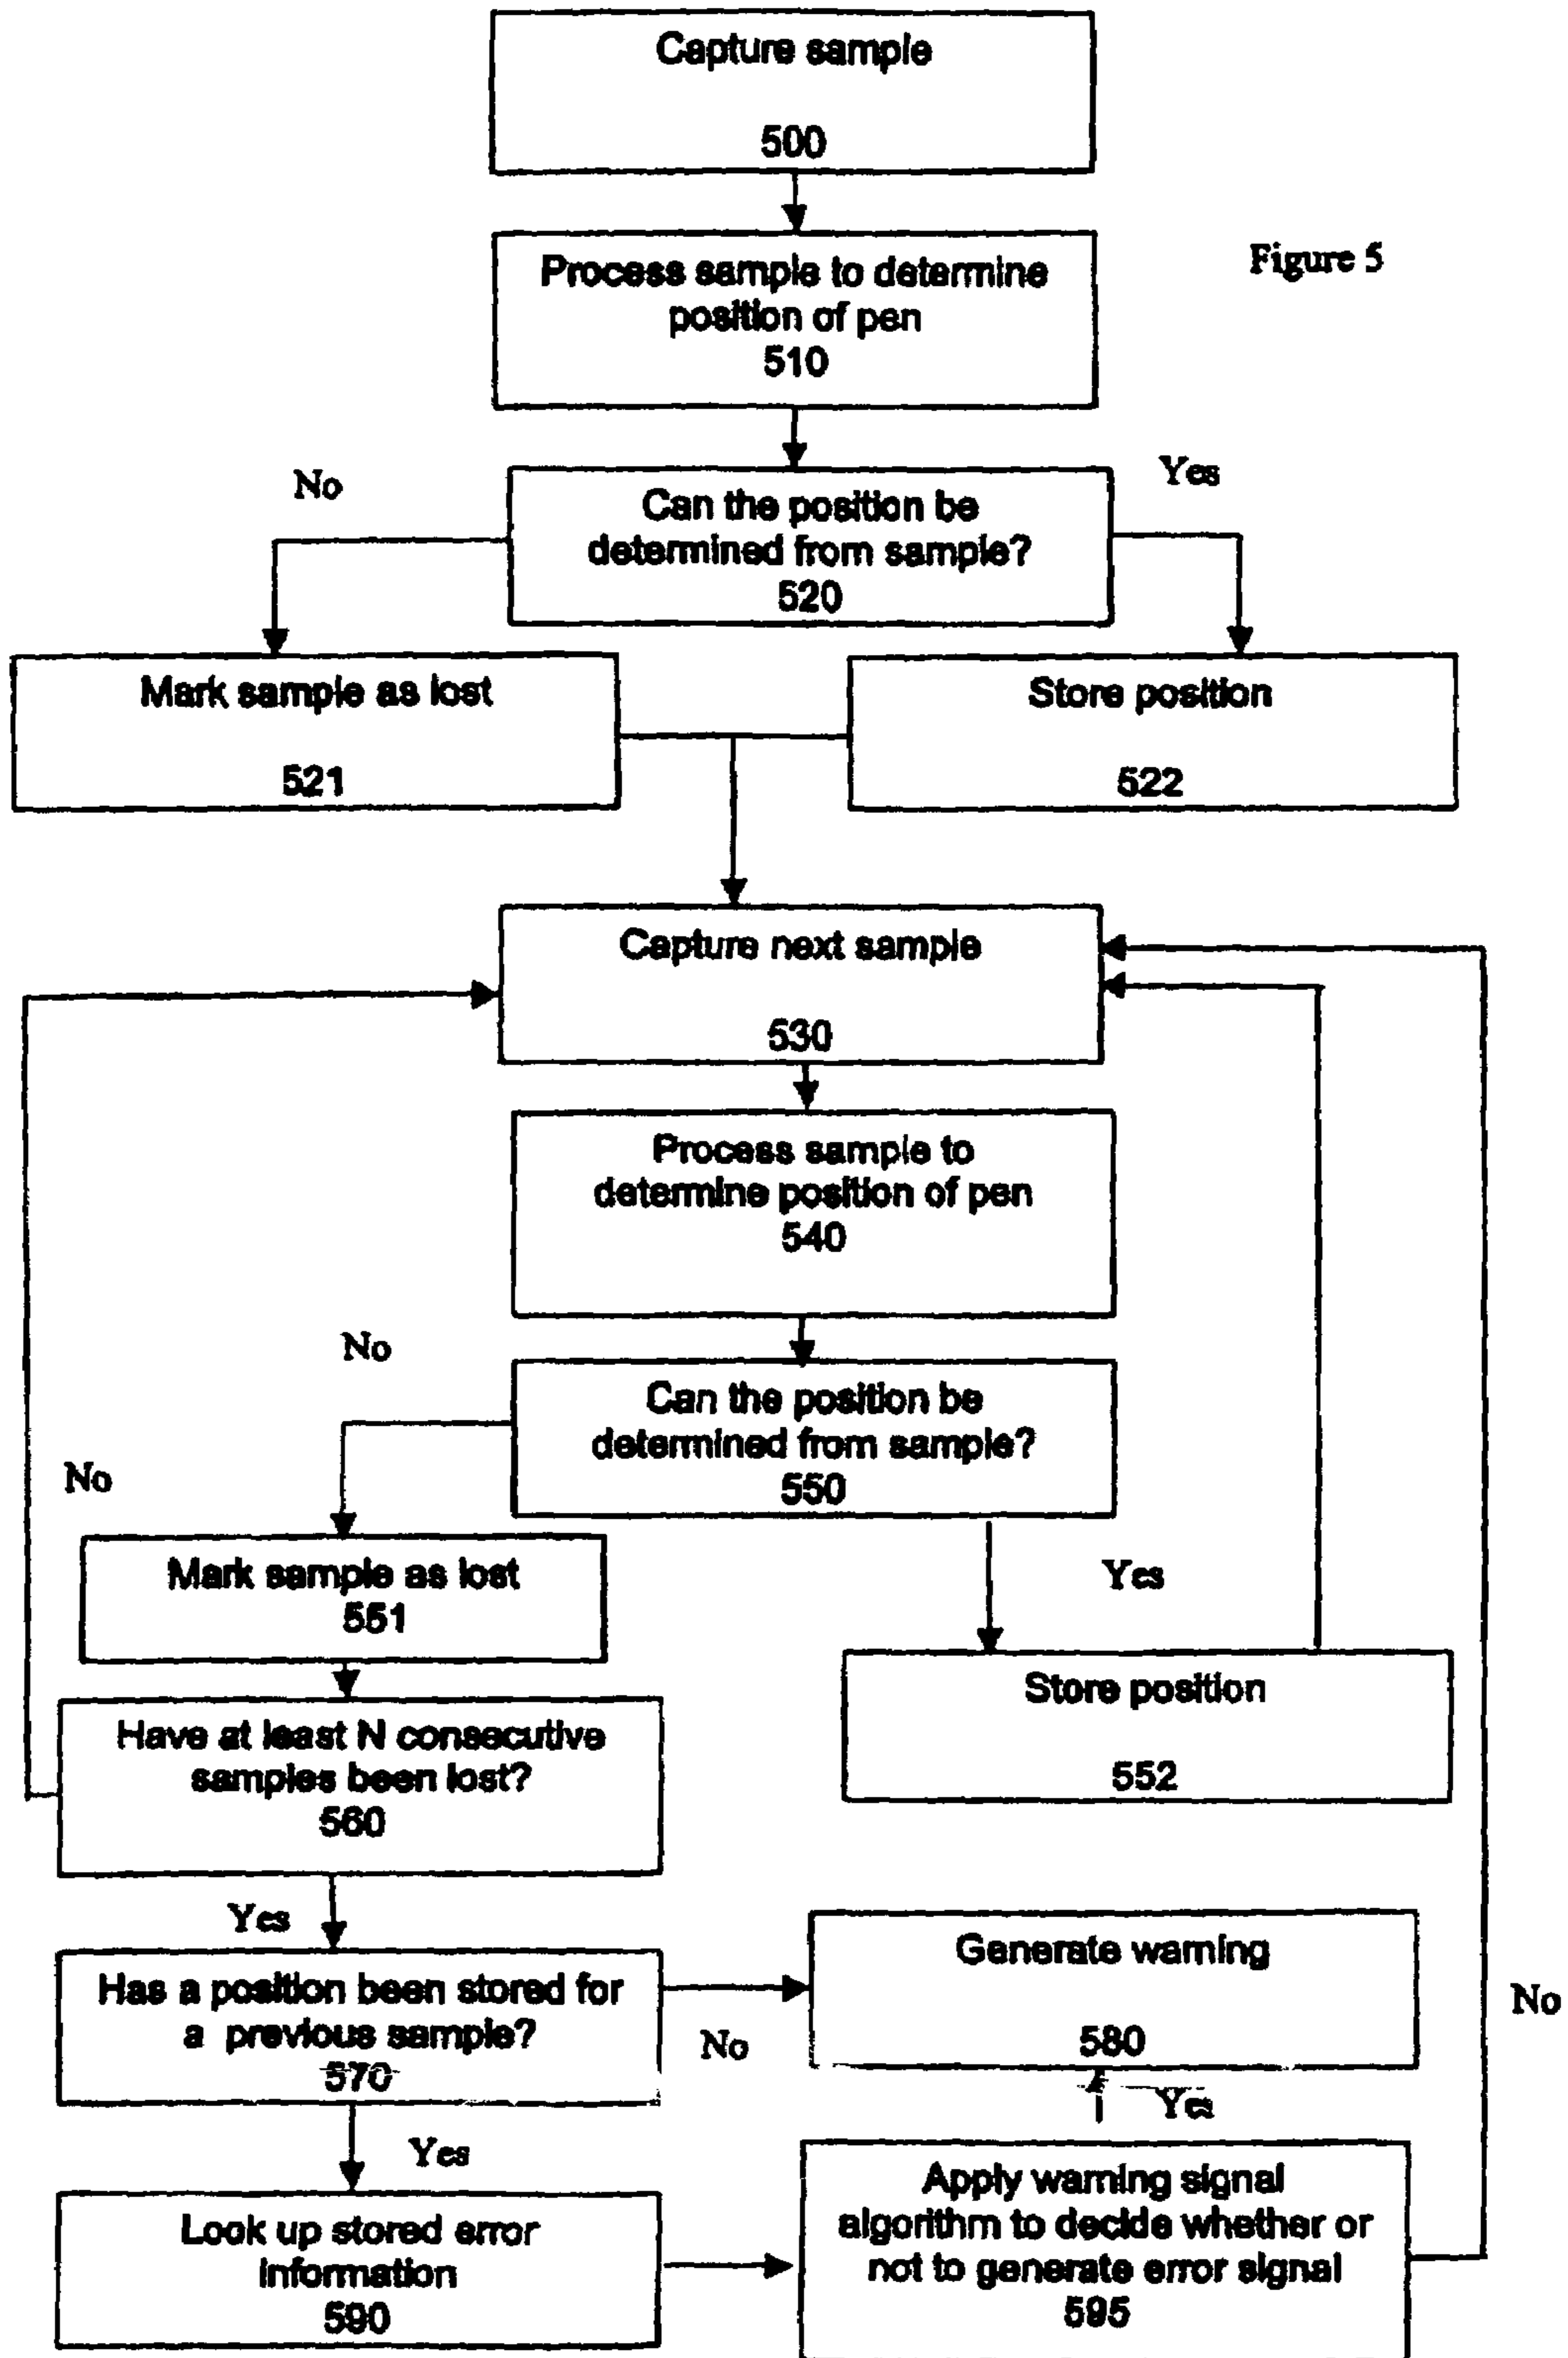 Capture sample
500
Figure 5
Process sample to determine
position of pen
510
No
Yes
Can the position be
determined from sample?
520
Mark sample as lost
521
Store position
522
Capture next sample
530
Process sample to
determine position of pen
540
No
Can the position be
determined from sample?
550
No
Mark sample as lost
551
Yes
Store position
552
Have at least N consecutive
samples been lost?
560
Yes
Generate warning
580
Has a position been stored for
a previous sample?
570
No
No
Yes
Yes
Look up stored error
information
590
Apply warning signal
algorithm to decide whether or
not to generate error signal
595